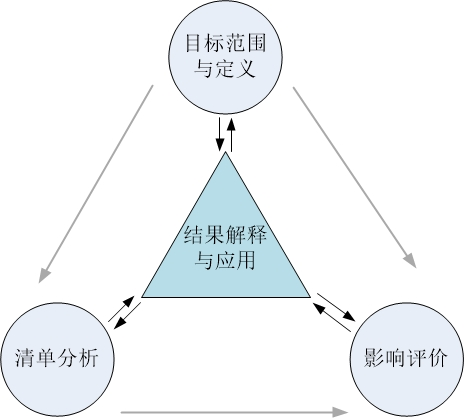 目标范围
与定义
结果解释
与应用
清单分析
影响评价